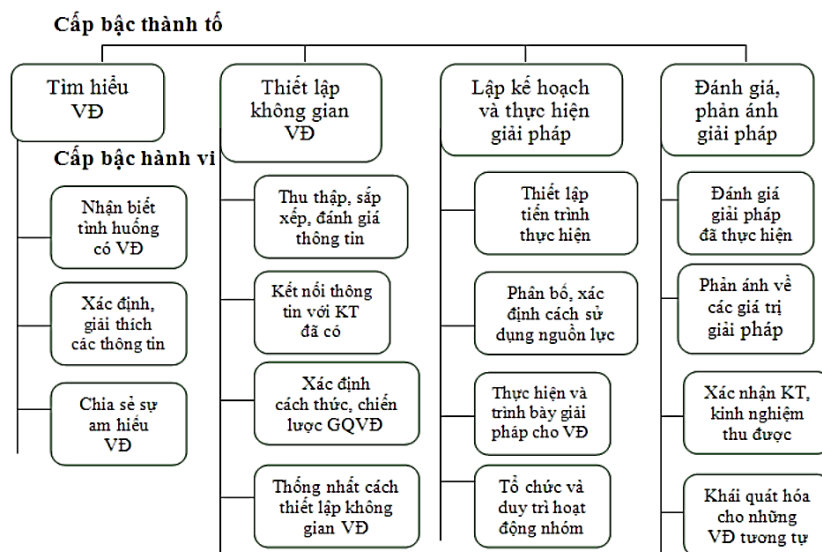 Cấp bậc thành tố
Tìm hiểu
VĐ
Thiết lập
không gian
VĐ
Lập kế hoạch
và thực hiện
giải pháp
Đánh giá,
phản ánh
giải pháp
Cấp bậc hành vi
Nhận biết
tình huống
có VĐ
Xác định,
giải thích
các thông tin
Chia sẻ sự
am hiểu
VĐ
Thu thập, sắp
xếp, đánh giá
thông tin
Kết nối thông
tin với KT
đã có
Xác định
cách thức, chiến
lược GQVĐ
Thống nhất cách
thiết lập không
gian VĐ
Thiết lập
tiến trình
thực hiện
Phân bố, xác
định cách sử
dụng nguồn lực
Thực hiện và
trình bày giải
pháp cho VĐ
Tổ chức và
duy trì hoạt
động nhóm
Đánh giá
giải pháp
đã thực hiện
Phản ánh về
các giá trị
giải pháp
Xác nhận KT,
kinh nghiệm
thu được
Khái quát hóa
cho những
VĐ tương tự